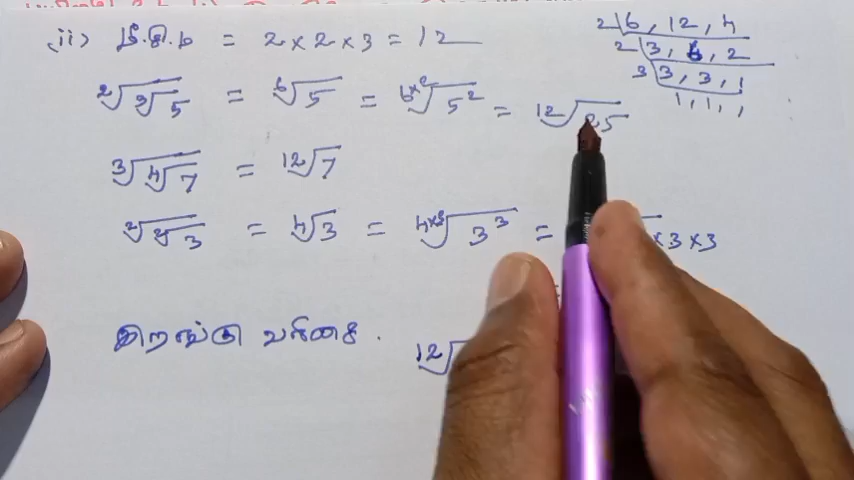 ii) மீ.சி.ம = 2 × 2 × 3 = 12
2 | 6, 12, 4
2 | 3, 6, 2
3 | 3, 3, 1
1, 1, 1,
²√³√5 = ⁶√5 = ⁶ˣ²√5² = ¹²√25
³√⁴√7 = ¹²√7
²√²√3 = ⁴√3 = ⁴ˣ³√3³ = × 3 × 3
இறங்கு வரிசை. ¹²√